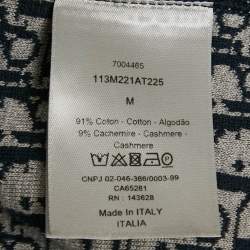 7004465
113M221AT225
M
91% Coton - Cotton - Algodão
9% Cachemire - Cashmere -
Cashmere
CNPJ 02-046-366/0003-99
CA65281
RN : 143628
Made In ITALY
ITALIA